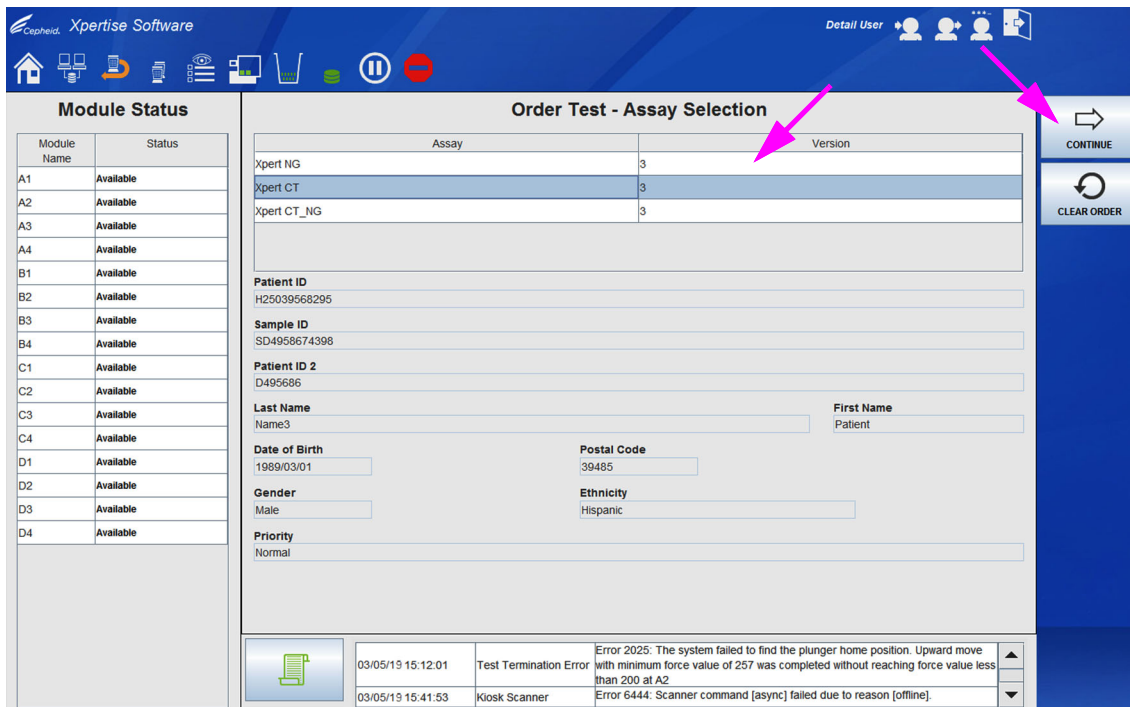 Cepheid. Xpertise Software
Detail User
Module Status
Module Name Status
A1 Available
A2 Available
A3 Available
A4 Available
B1 Available
B2 Available
B3 Available
B4 Available
C1 Available
C2 Available
C3 Available
C4 Available
D1 Available
D2 Available
D3 Available
D4 Available
Order Test - Assay Selection
Assay Version
Xpert NG 3
Xpert CT 3
Xpert CT_NG 3
Patient ID
H25039568295
Sample ID
SD4958674398
Patient ID 2
D495686
Last Name First Name
Name3 Patient
Date of Birth Postal Code
1989/03/01 39485
Gender Ethnicity
Male Hispanic
Priority
Normal
CONTINUE
CLEAR ORDER
03/05/19 15:12:01 Test Termination Error Error 2025: The system failed to find the plunger home position. Upward move
with minimum force value of 257 was completed without reaching force value less
than 200 at A2
03/05/19 15:41:53 Kiosk Scanner Error 6444: Scanner command [async] failed due to reason [offline].